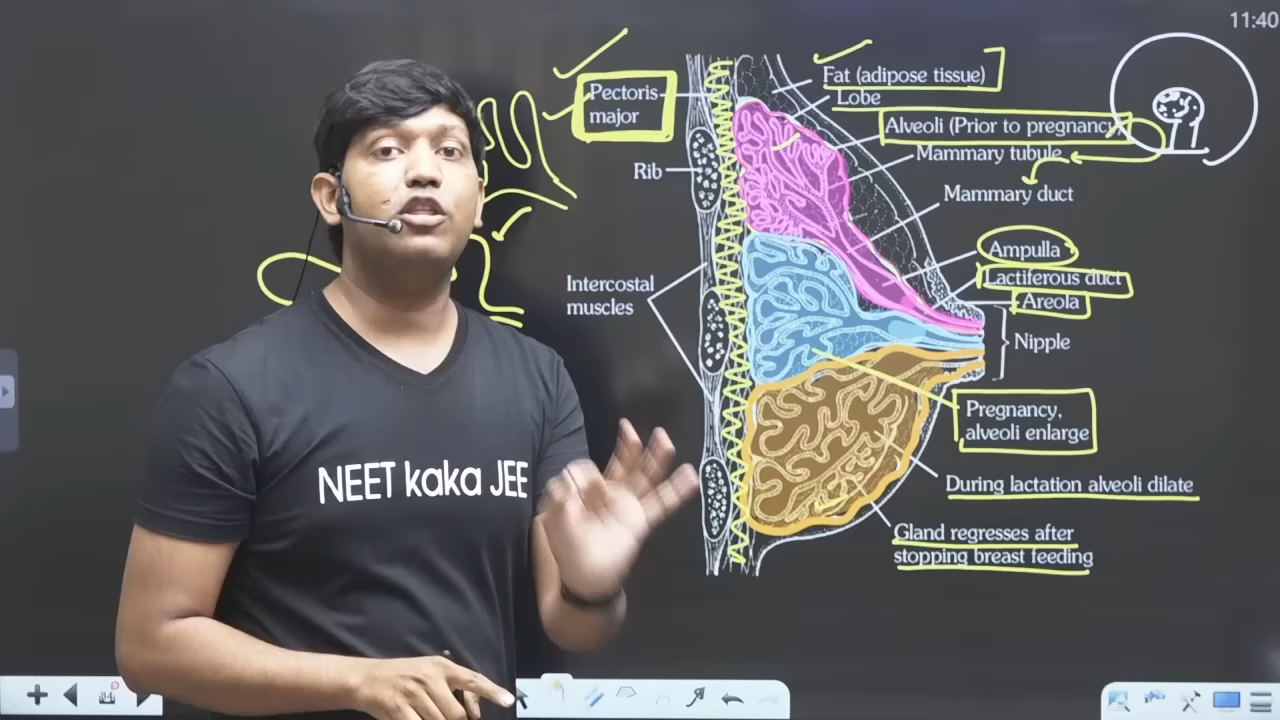 11:40
Pectoris
major
Fat (adipose tissue)
Lobe
Alveoli (Prior to pregnancy)
Mammary tubule
Rib
Mammary duct
Ampulla
Lactiferous duct
Areola
Intercostal
muscles
Nipple
Pregnancy,
alveoli enlarge
NEET kaka JEE
During lactation alveoli dilate
Gland regresses after
stopping breast feeding